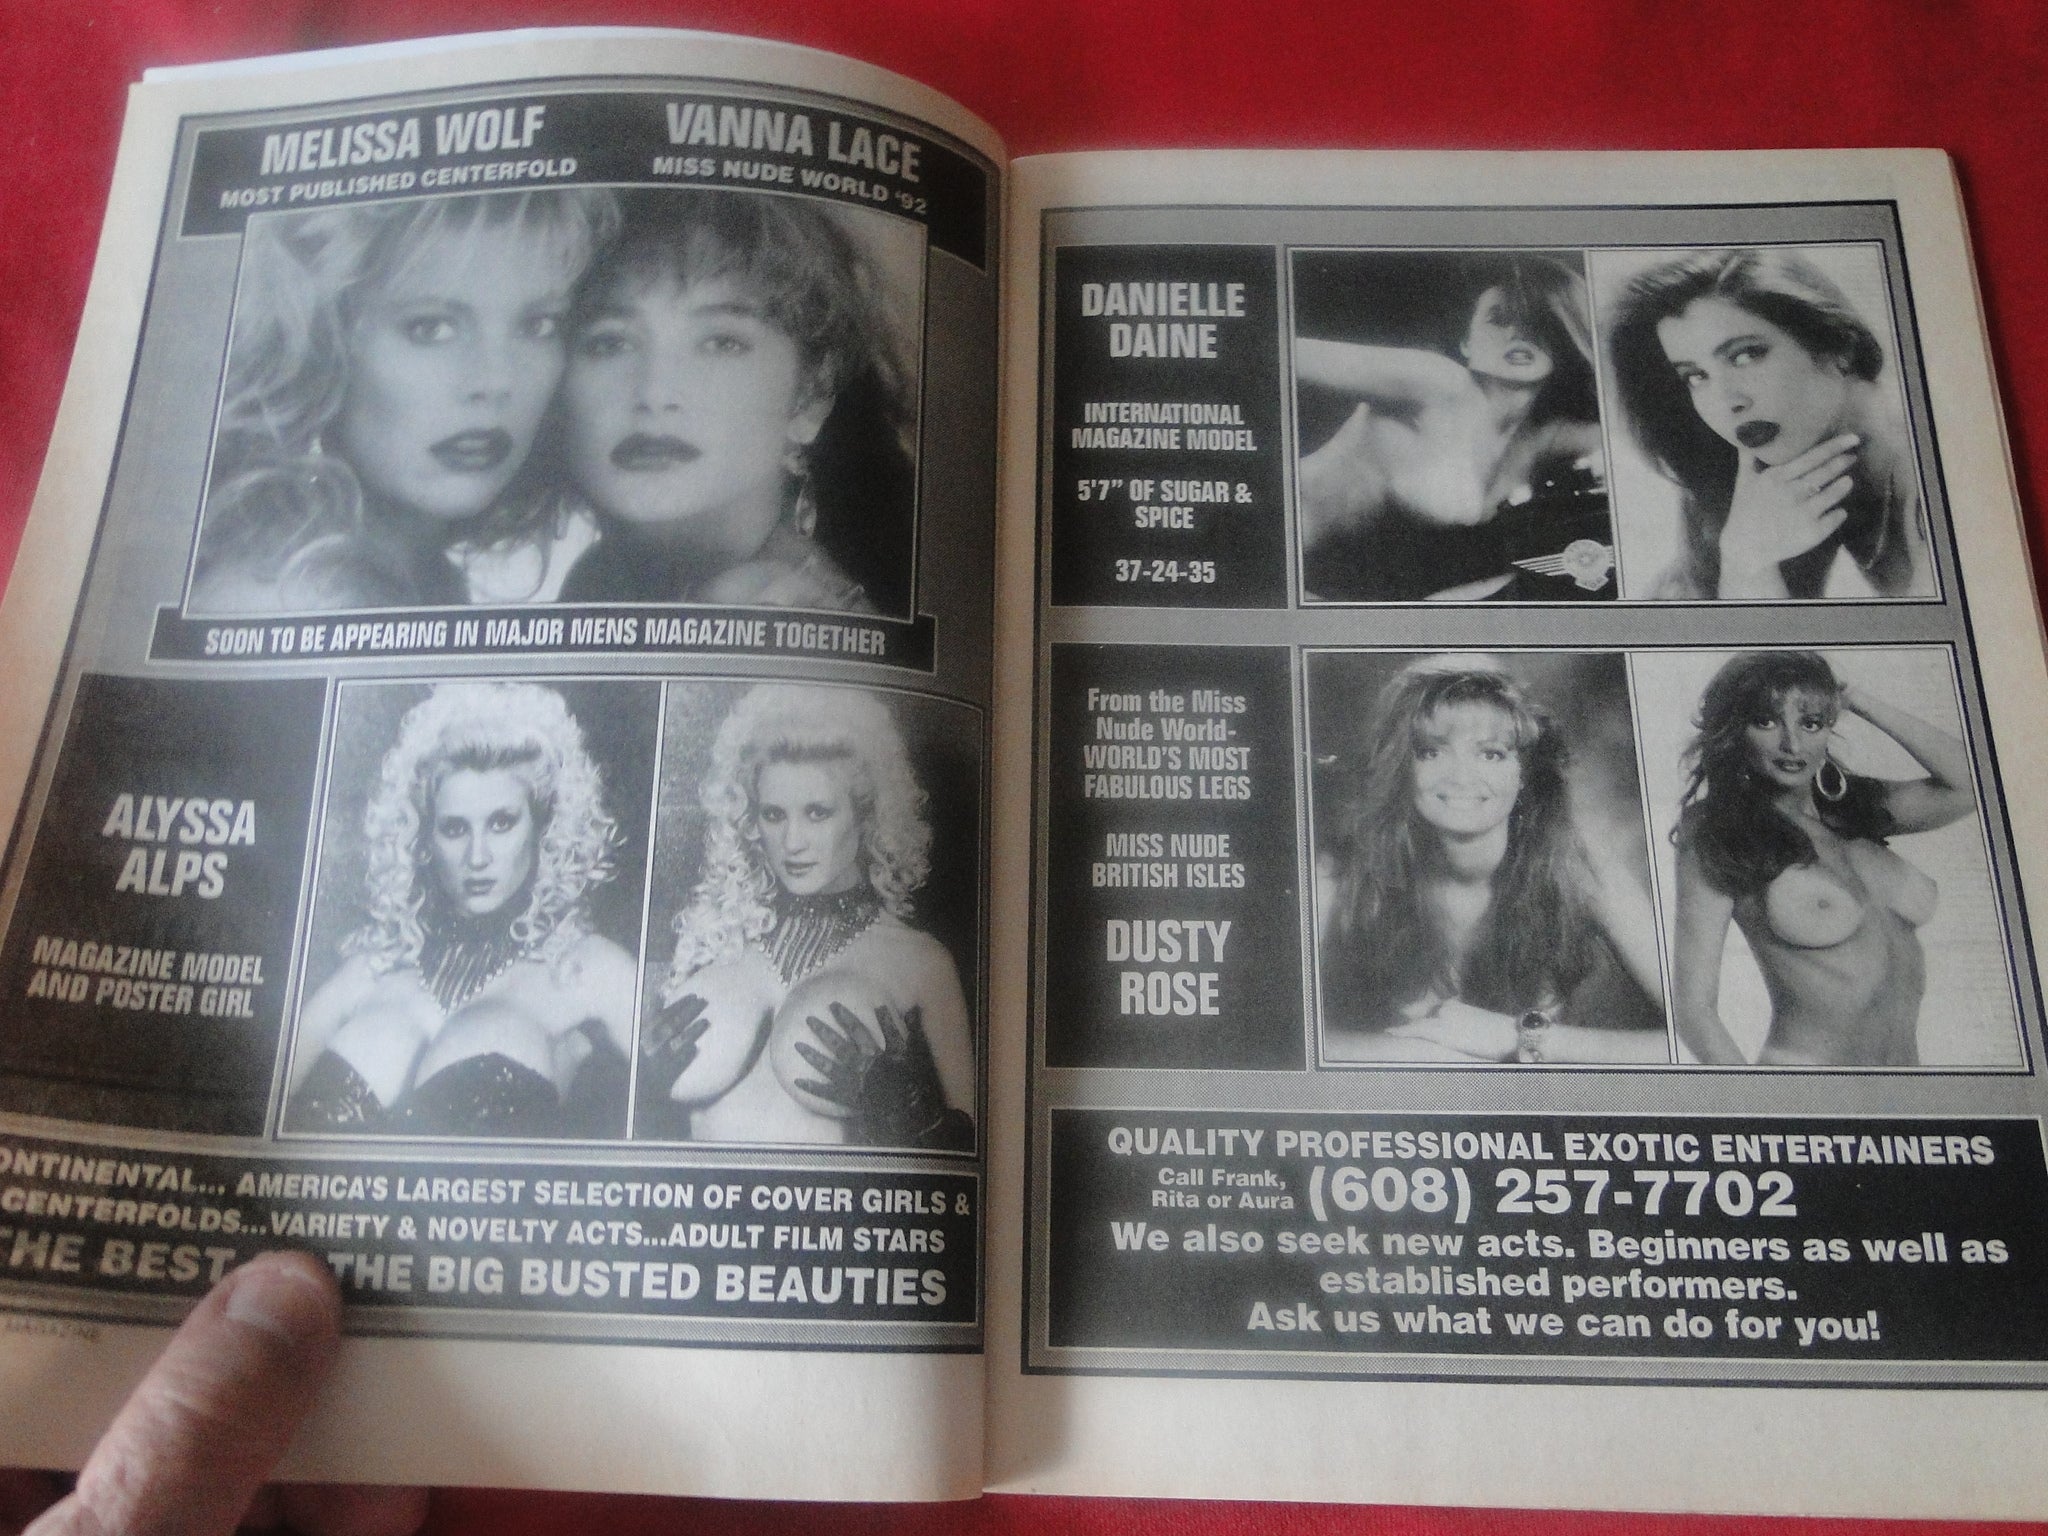 MELISSA WOLF
MOST PUBLISHED CENTERFOLD
VANNA LACE
MISS NUDE WORLD '92
SOON TO BE APPEARING IN MAJOR MENS MAGAZINE TOGETHER
ALYSSA
ALPS
MAGAZINE MODEL
AND POSTER GIRL
ONTINENTAL... AMERICA'S LARGEST SELECTION OF COVER GIRLS &
CENTERFOLDS...VARIETY & NOVELTY ACTS...ADULT FILM STARS
THE BEST THE BIG BUSTED BEAUTIES
MAGAZINE
DANIELLE
DAINE
INTERNATIONAL
MAGAZINE MODEL
5'7" OF SUGAR &
SPICE
37-24-35
From the Miss
Nude World-
WORLD'S MOST
FABULOUS LEGS
MISS NUDE
BRITISH ISLES
DUSTY
ROSE
QUALITY PROFESSIONAL EXOTIC ENTERTAINERS
Call Frank,
Rita or Aura (608) 257-7702
We also seek new acts. Beginners as well as
established performers.
Ask us what we can do for you!